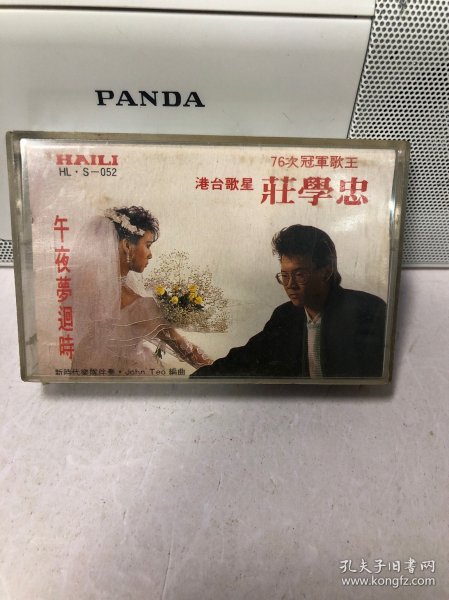 PANDA
HAILI
HL·S-052
76次冠軍歌王
港台歌星 莊學忠
午夜夢迴時
新時代樂隊伴奏·John Teo 編曲
孔夫子旧书网
www.kongfz.com